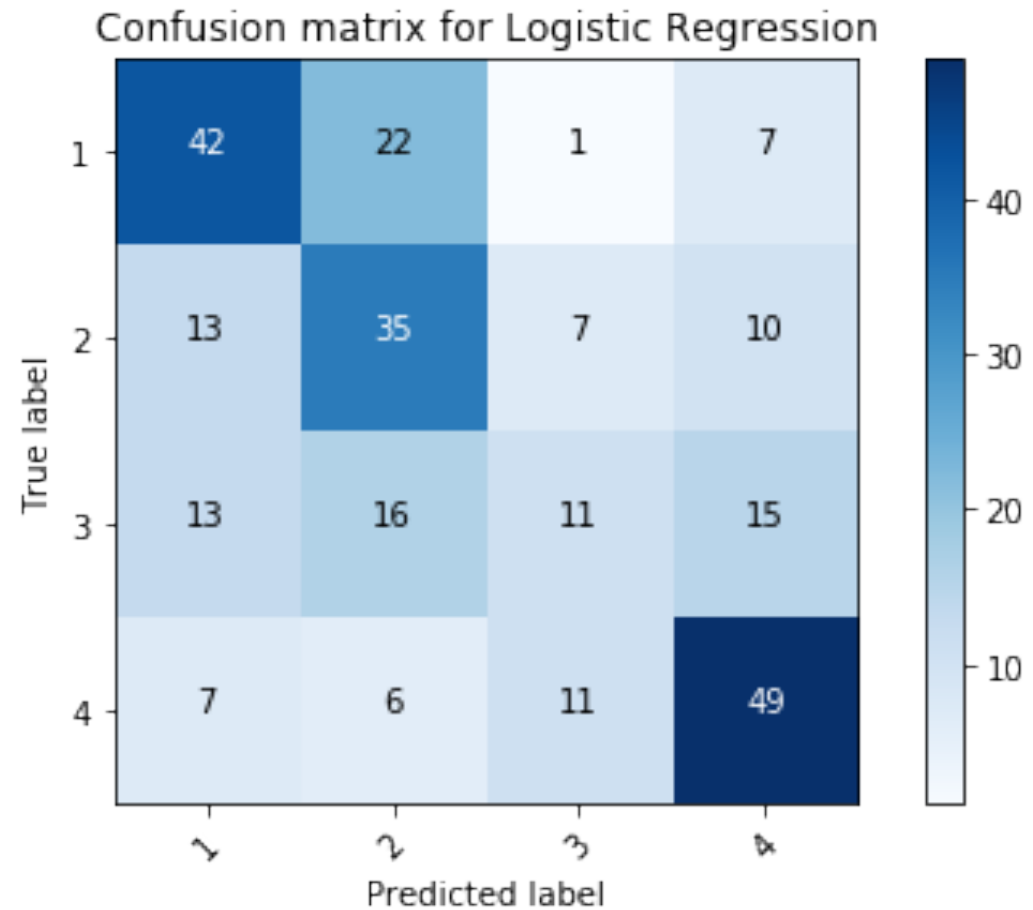 Confusion matrix for Logistic Regression
1 42 22 1 7
2 13 35 7 10
3 13 16 11 15
4 7 6 11 49
1 2 3 4
True label
Predicted label
40
30
20
10